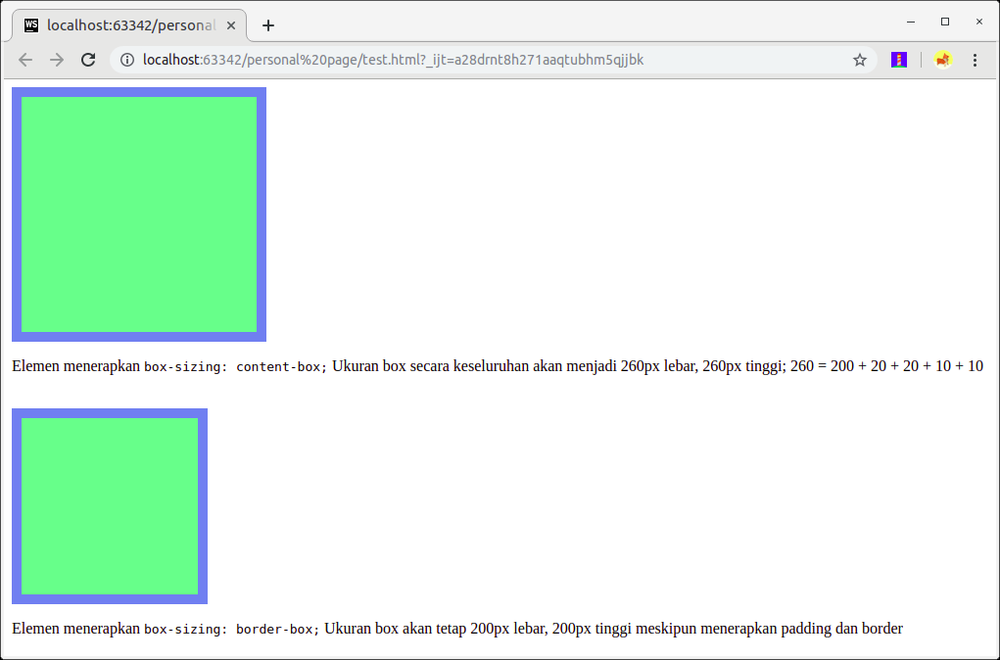 WS localhost:63342/persona
localhost:63342/personal%20page/test.html?_ijt=a28drnt8h271aaqtubhm5qjjbk
Elemen menerapkan box-sizing: content-box; Ukuran box secara keseluruhan akan menjadi 260px lebar, 260px tinggi; 260 = 200 + 20 + 20 + 10 + 10
Elemen menerapkan box-sizing: border-box; Ukuran box akan tetap 200px lebar, 200px tinggi meskipun menerapkan padding dan border